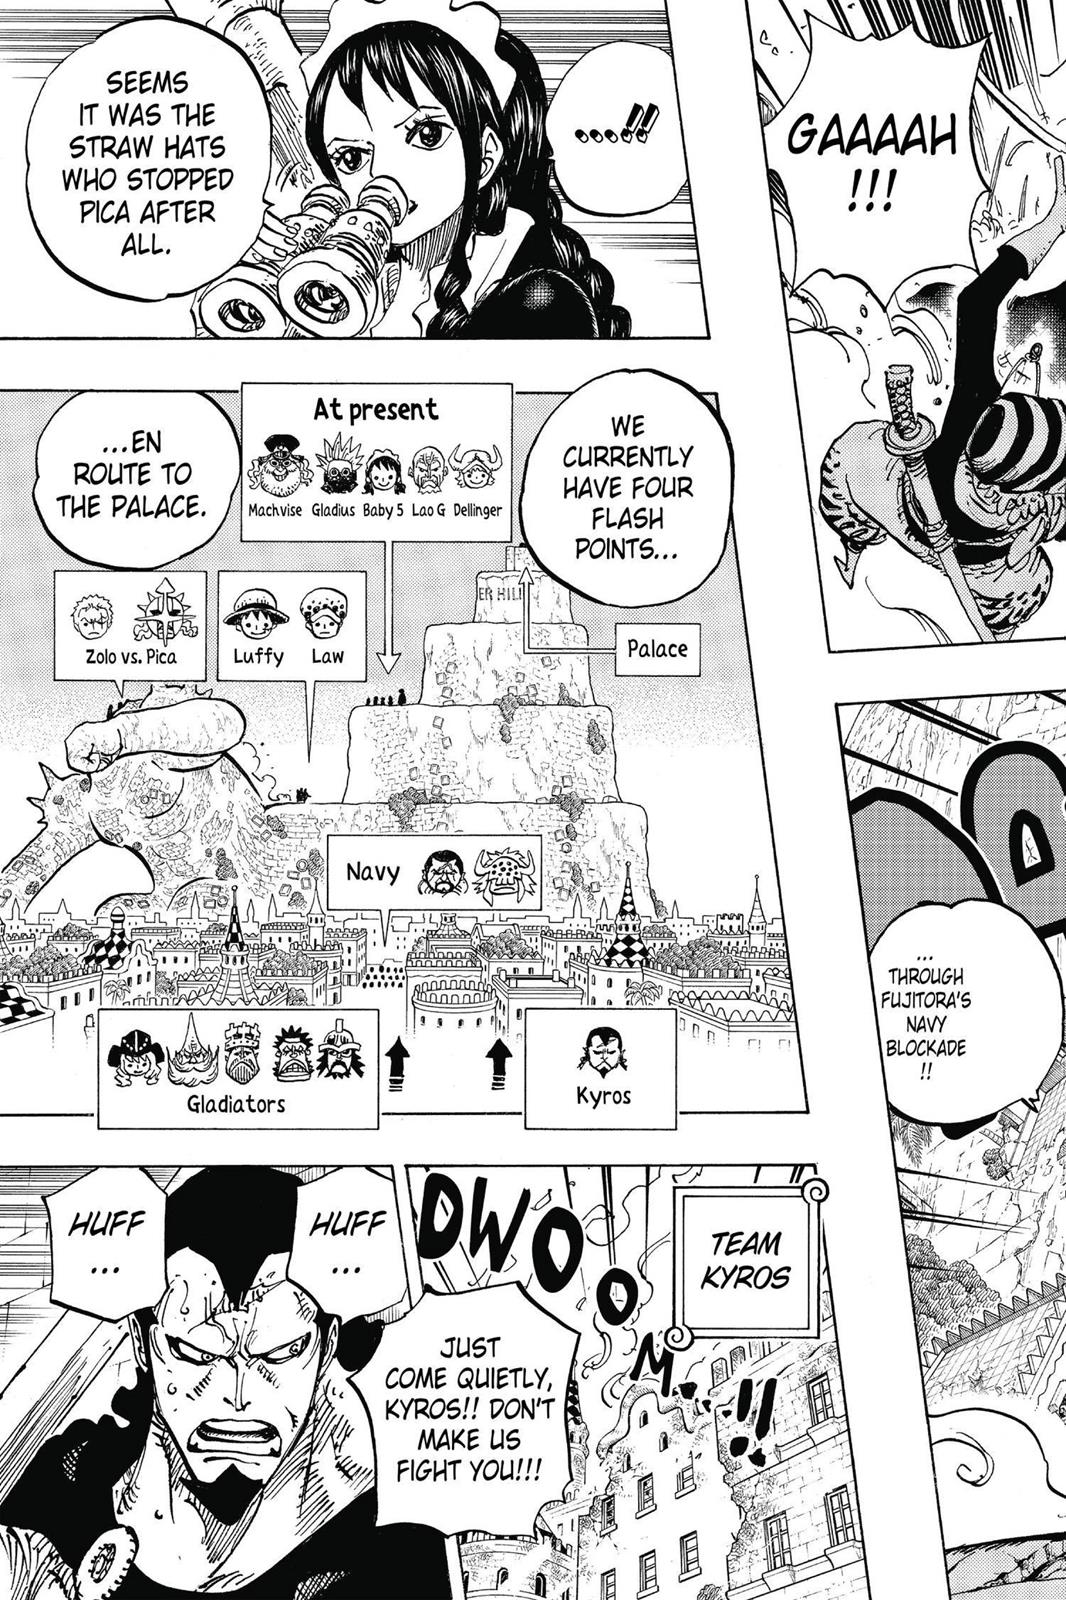 GAAAAH
!!!
...!!
SEEMS
IT WAS THE
STRAW HATS
WHO STOPPED
PICA AFTER
ALL.
WE
CURRENTLY
HAVE FOUR
FLASH
POINTS...
At present
Machvise Gladius Baby 5 Lao G Dellinger
...EN
ROUTE TO
THE PALACE.
ER HILL
Palace
Zolo vs. Pica
Luffy Law
Navy
Gladiators
Kyros
...
THROUGH
FUJITORA'S
NAVY
BLOCKADE
!!
TEAM
KYROS
DWOOM...!!
JUST
COME QUIETLY,
KYROS!! DON'T
MAKE US
FIGHT YOU!!!
HUFF
...
HUFF
...